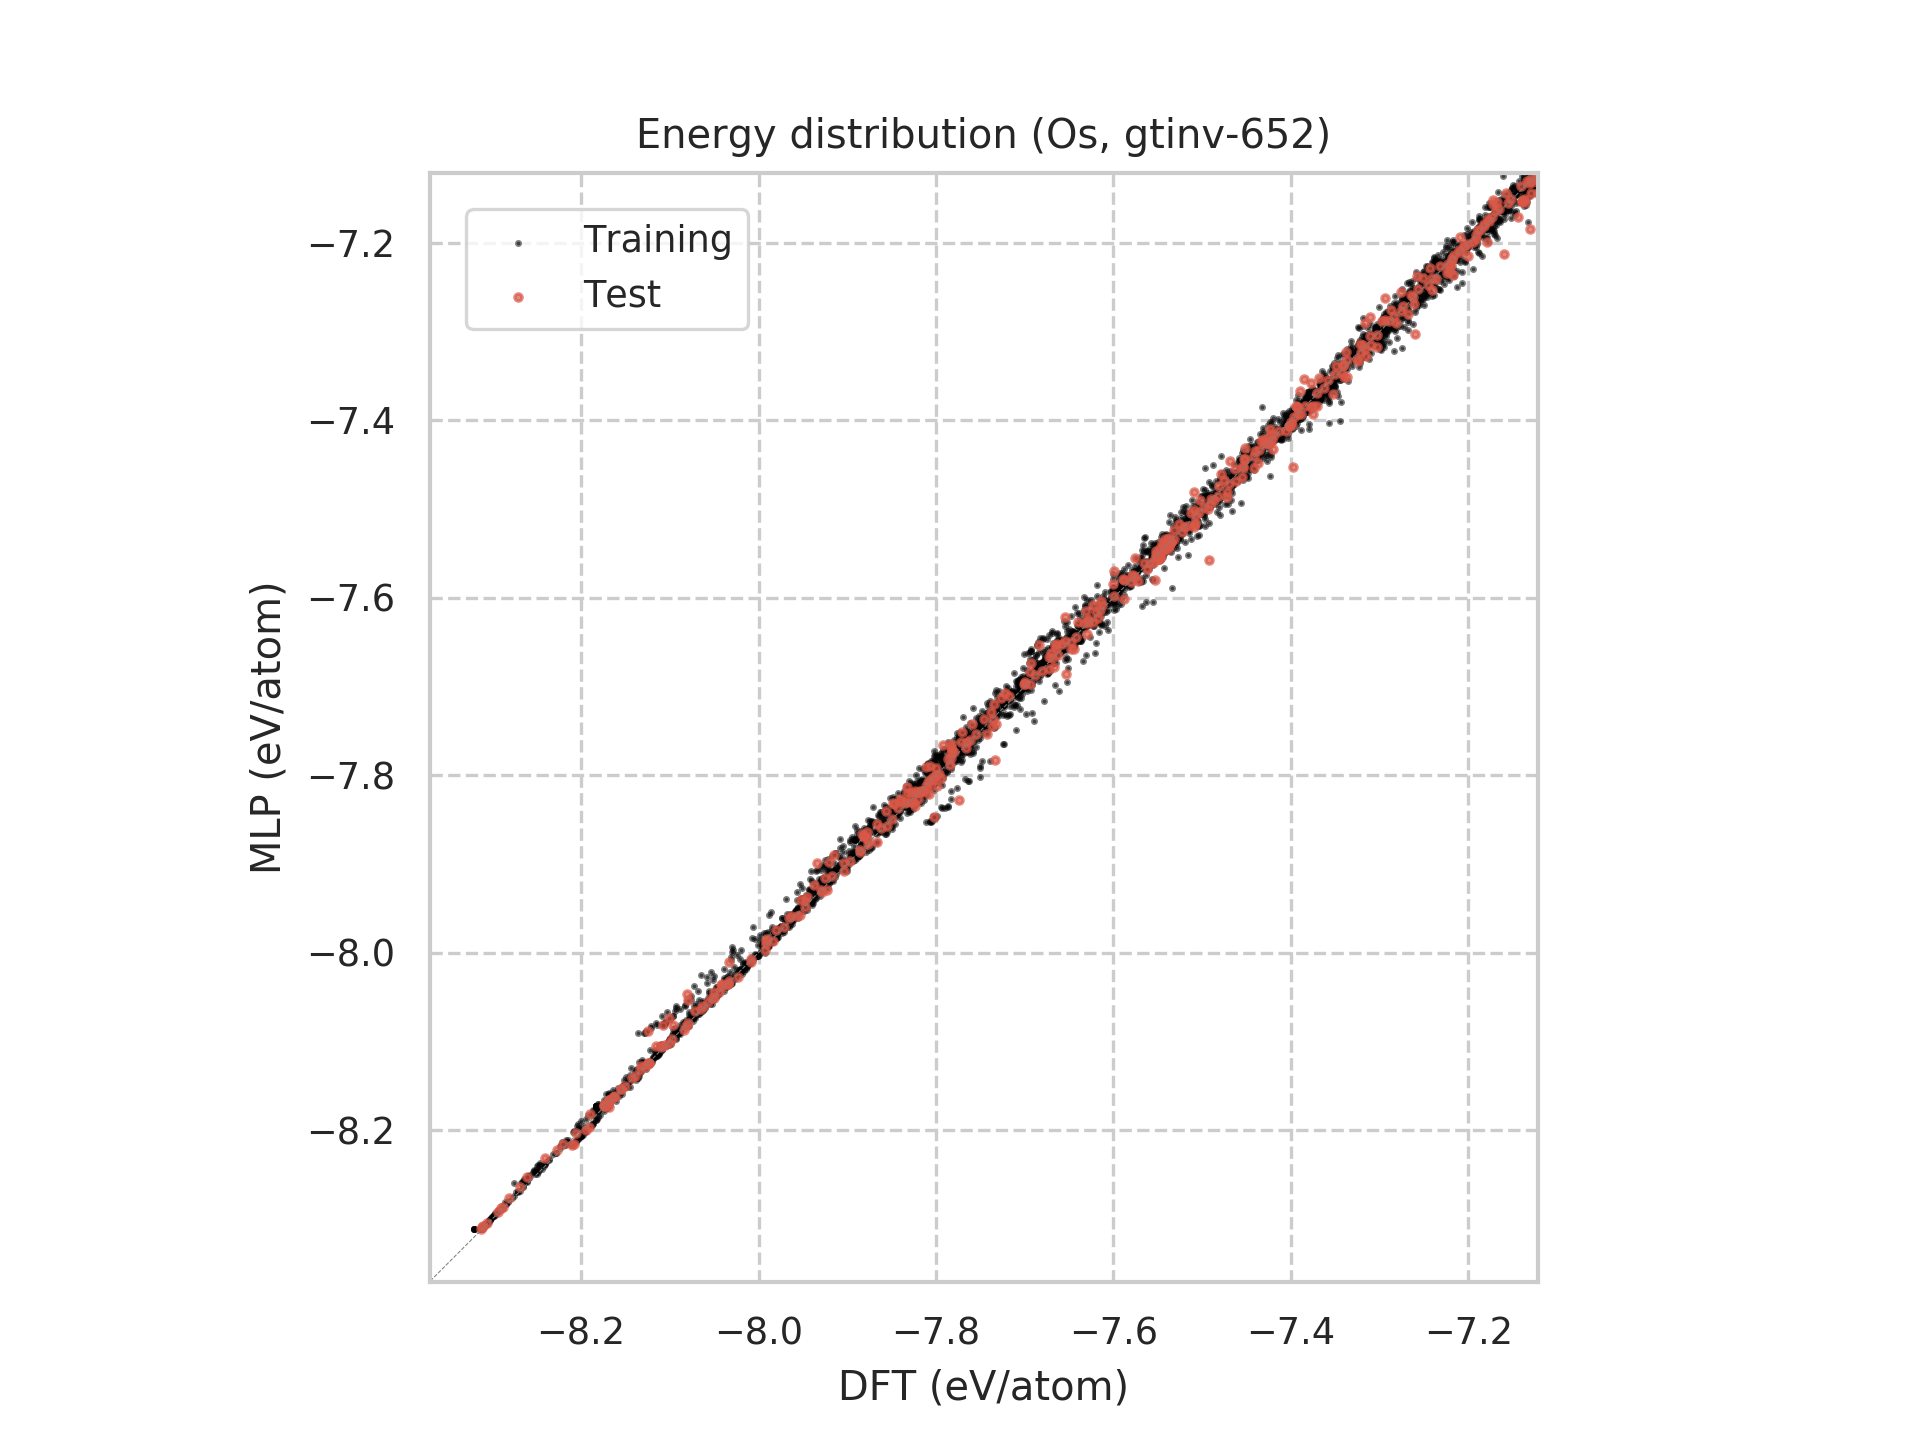 Energy distribution (Os, gtinv-652)
Training
Test
MLP (eV/atom)
−7.2
−7.4
−7.6
−7.8
−8.0
−8.2
−8.2 −8.0 −7.8 −7.6 −7.4 −7.2
DFT (eV/atom)